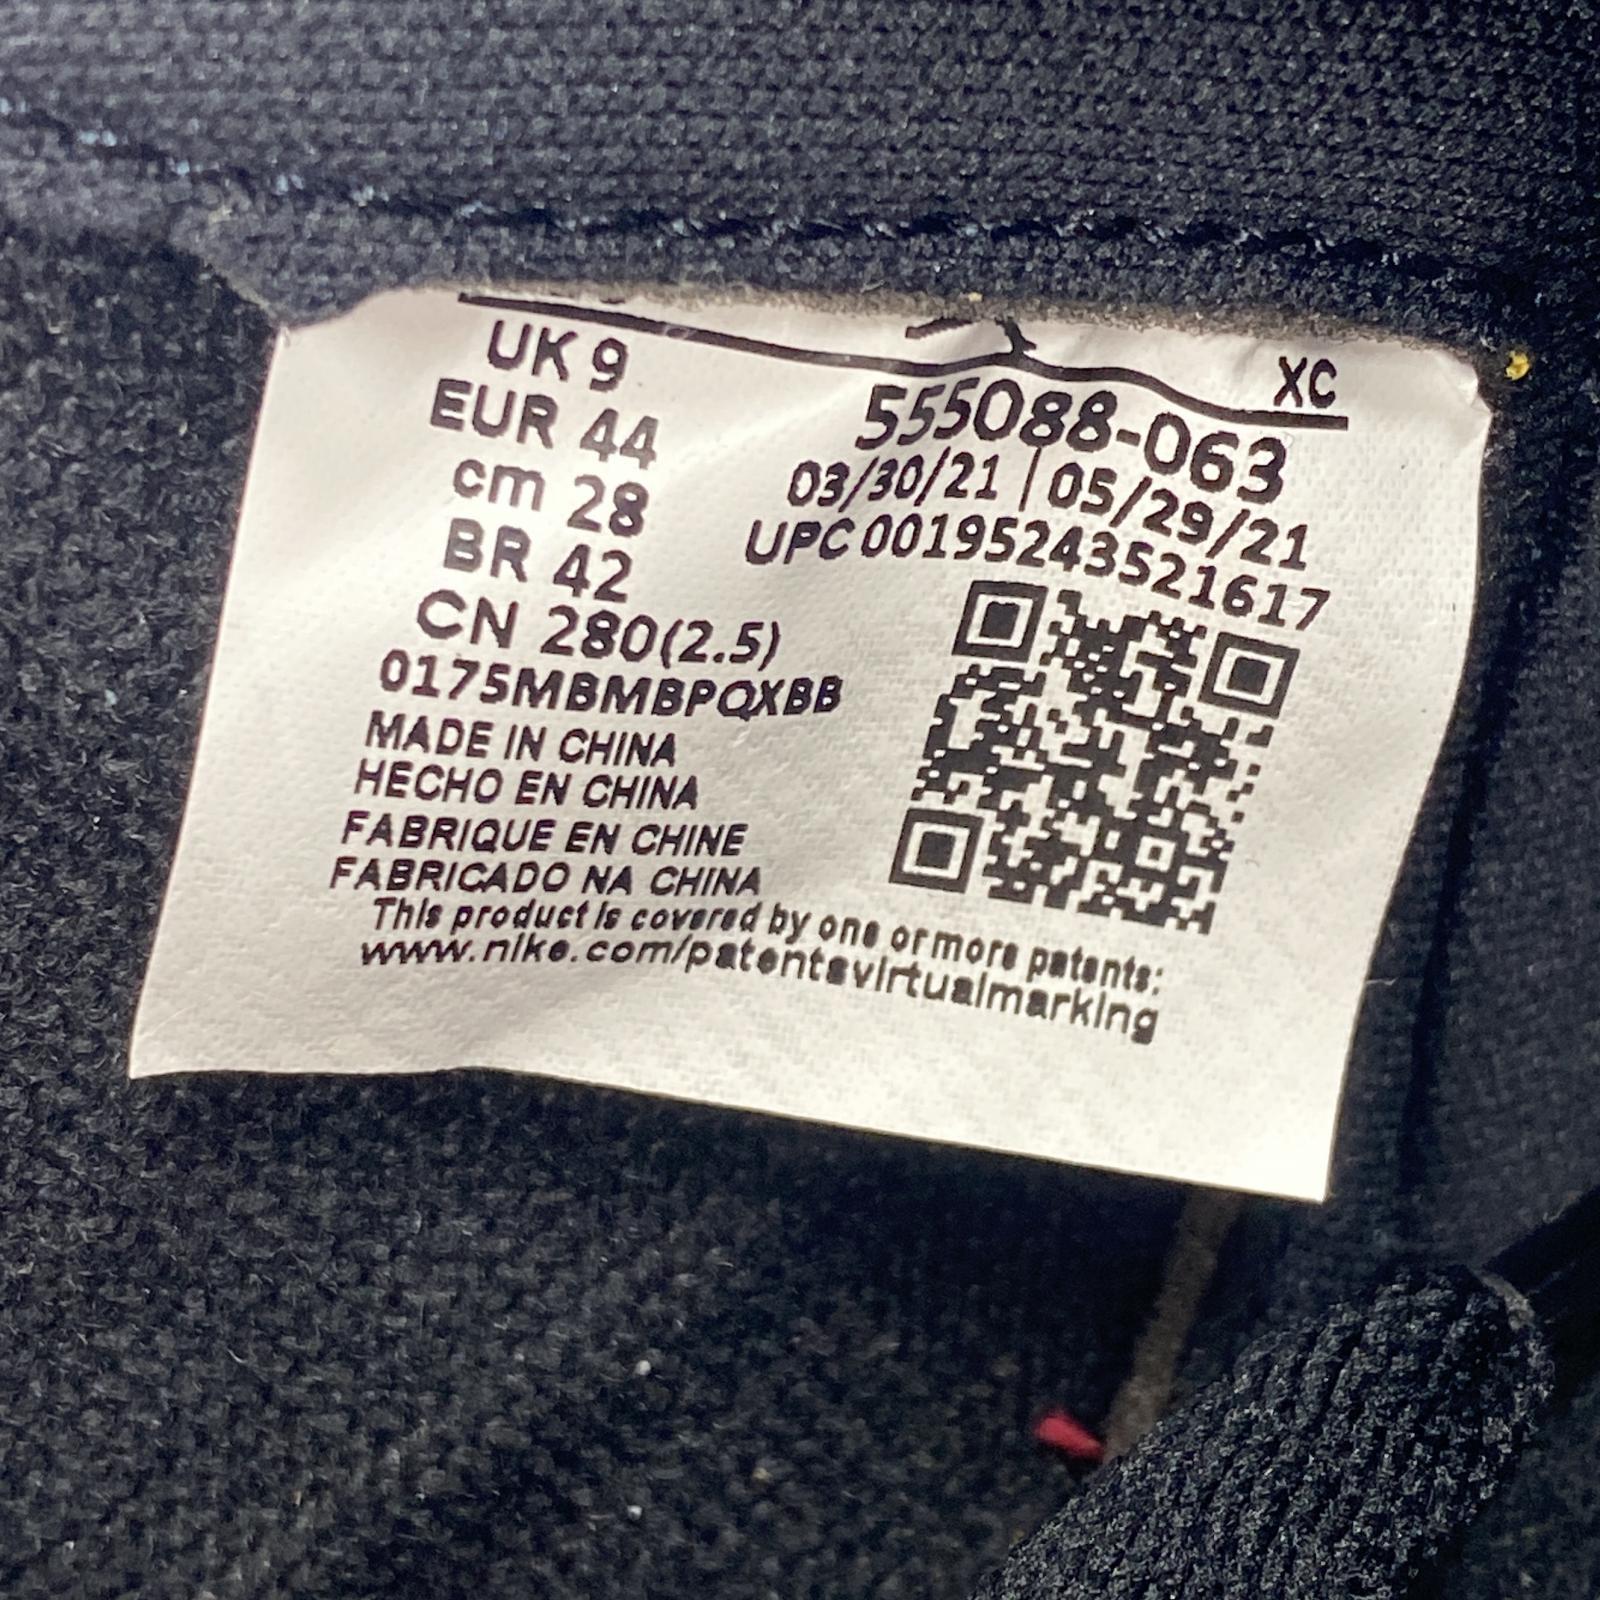 XC
UK 9
EUR 44
cm 28
BR 42
CN 280(2.5)
0175MBMBPQXBB
MADE IN CHINA
HECHO EN CHINA
FABRIQUE EN CHINE
FABRICADO NA CHINA
555088-063
03/30/21 | 05/29/21
UPC 00195243521617
This product is covered by one or more patents:
www.nike.com/patentsvirtualmarking